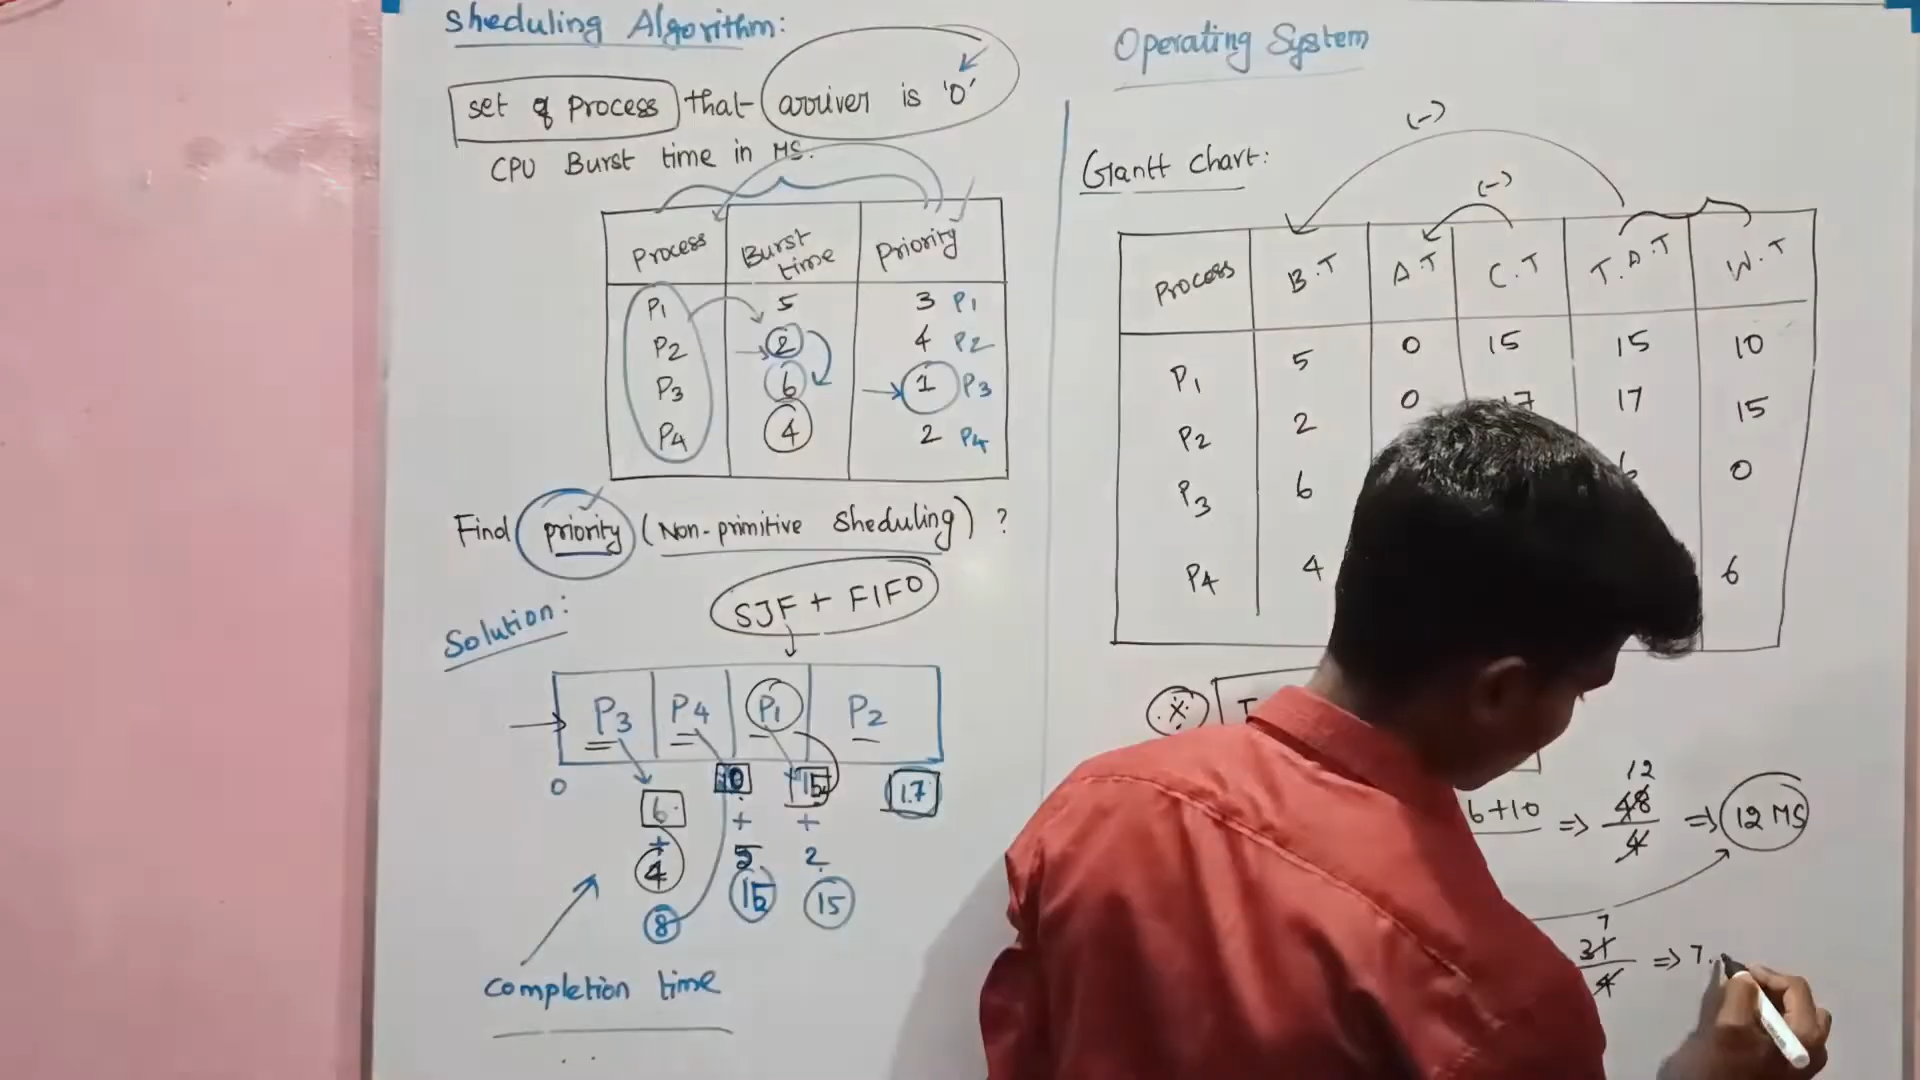 Sheduling Algorithm:
set of Process that arriver is '0'
CPU Burst time in MS.
Process Burst time Priority
P1 5 3 P1
P2 2 4 P2
P3 6 1 P3
P4 4 2 P4
Find priority (Non-primitive Sheduling) ?
SJF + FIFO
Solution:
P3 P4 P1 P2
0 6 10 15 17
+ + +
4 5 2
8 15 15
completion time
Operating System
(-)
Gantt chart:
(-)
Process B.T A.T C.T T.A.T W.T
P1 5 0 15 15 10
P2 2 0 17 17 15
P3 6 0
P4 4 6
12
6+10 => 48/4 => 12 MS
7
31/4 => 7.